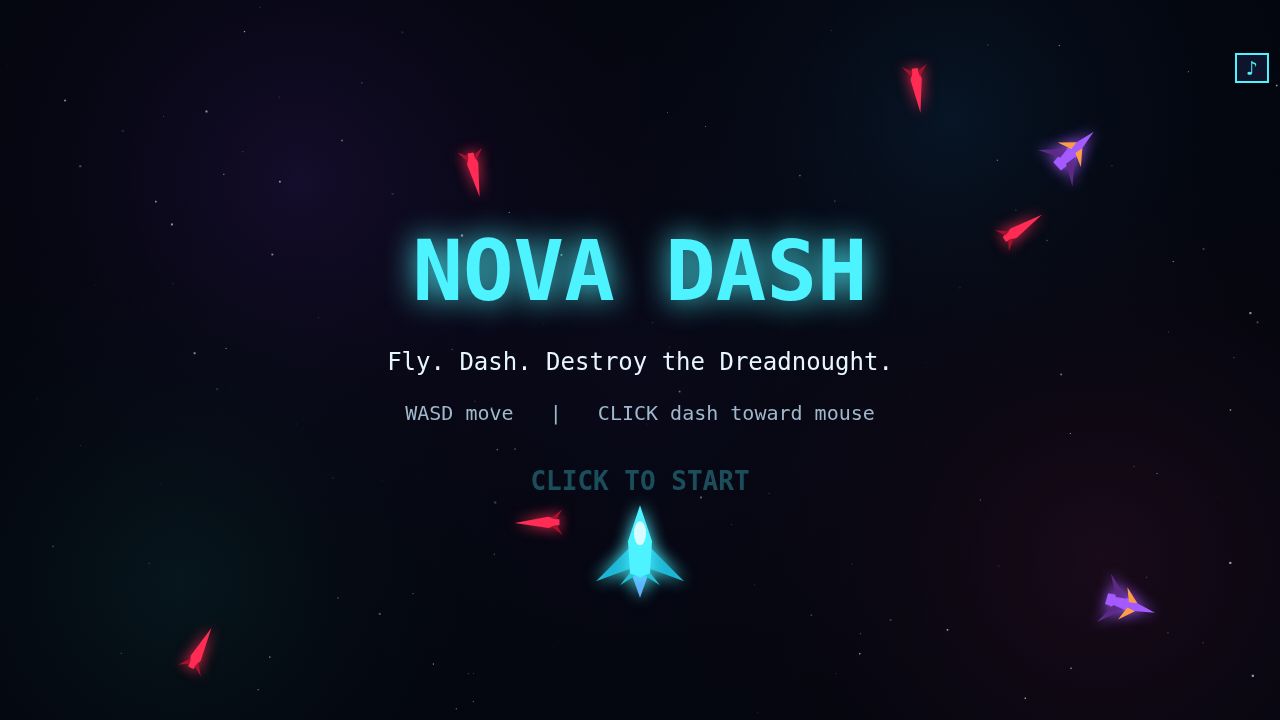 ♪
NOVA DASH
Fly. Dash. Destroy the Dreadnought.
WASD move | CLICK dash toward mouse
CLICK TO START